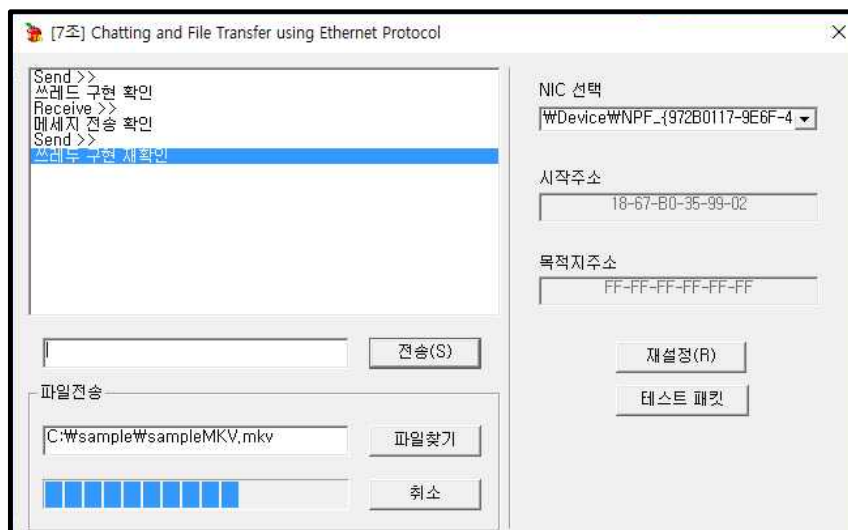 [7조] Chatting and File Transfer using Ethernet Protocol
Send >>
쓰레드 구현 확인
Receive >>
메세지 전송 확인
Send >>
쓰레드 구현 재확인
전송(S)
파일전송
C:₩sample₩sampleMKV.mkv
파일찾기
취소
NIC 선택
₩Device₩NPF_{972B0117-9E6F-4
시작주소
18-67-B0-35-99-02
목적지주소
FF-FF-FF-FF-FF-FF
재설정(R)
테스트 패킷